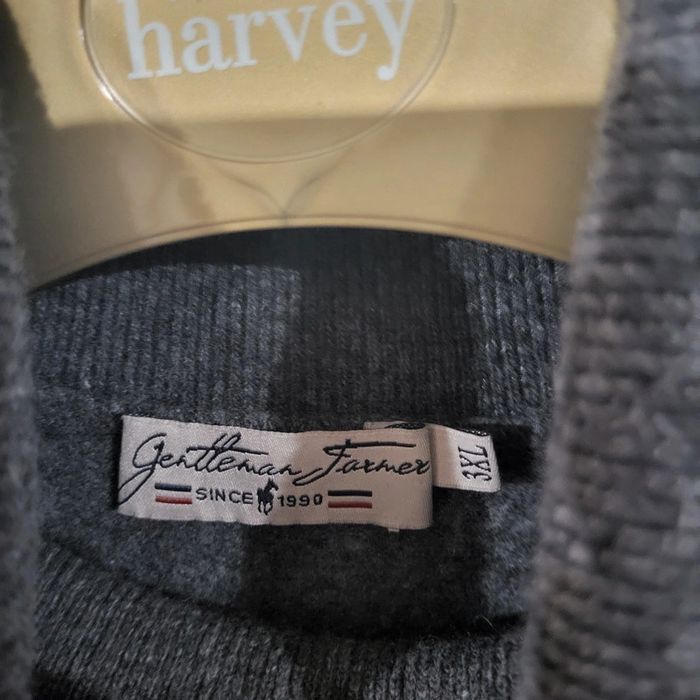 harvey
Gentleman Farmer
SINCE 1990
3XL